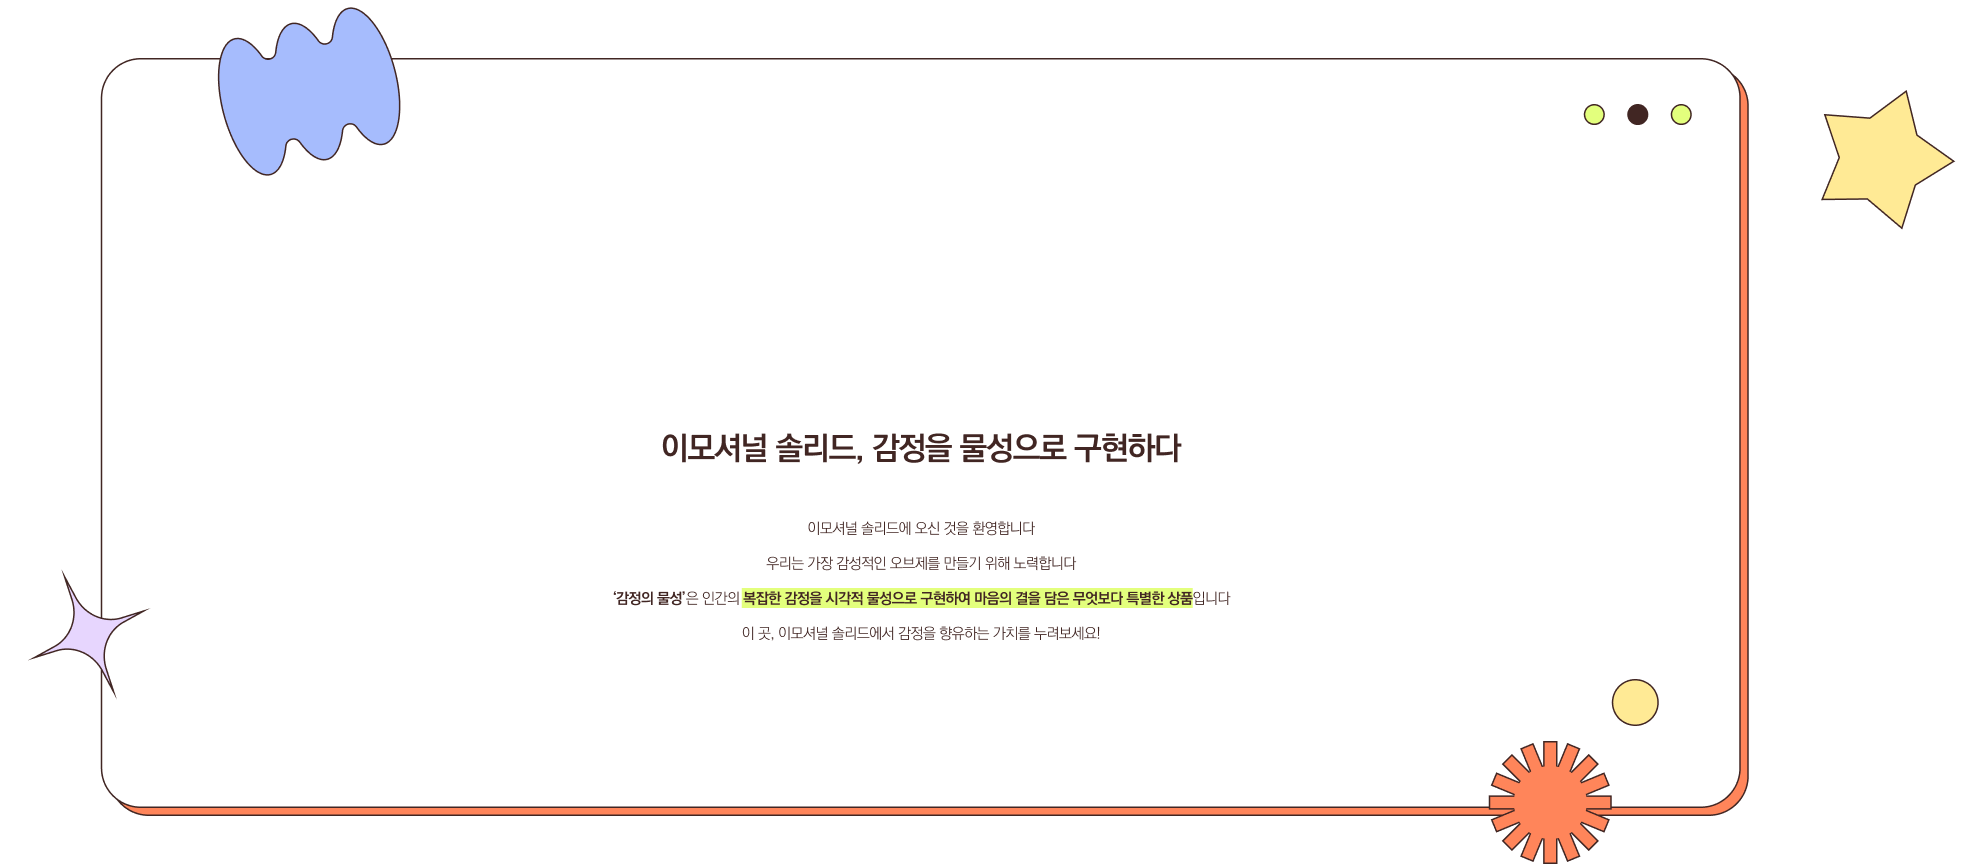 이모셔널 솔리드, 감정을 물성으로 구현하다
이모셔널 솔리드에 오신 것을 환영합니다
우리는 가장 감성적인 오브제를 만들기 위해 노력합니다
‘감정의 물성’은 인간의 복잡한 감정을 시각적 물성으로 구현하여 마음의 결을 담은 무엇보다 특별한 상품입니다
이 곳, 이모셔널 솔리드에서 감정을 향유하는 가치를 누려보세요!